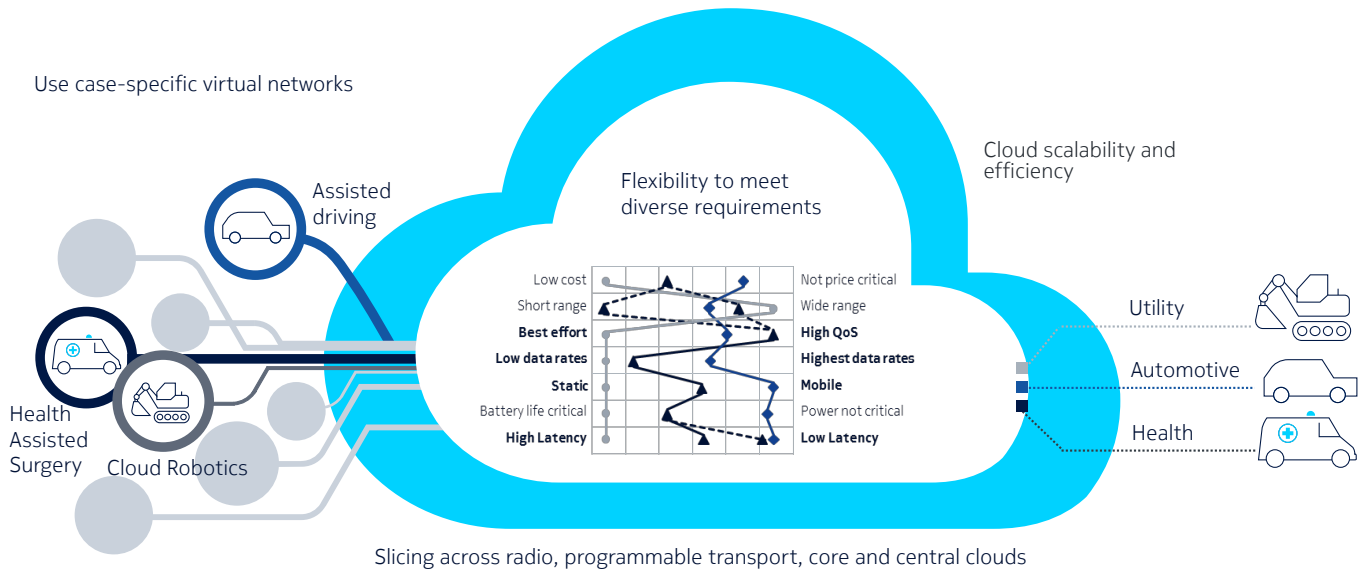 Use case-specific virtual networks
Cloud scalability and
efficiency
Flexibility to meet
diverse requirements
Assisted
driving
Low cost
Not price critical
Short range
Wide range
Best effort
High QoS
Low data rates
Highest data rates
Static
Mobile
Battery life critical
Power not critical
High Latency
Low Latency
Utility
Automotive
Health
Health
Assisted
Surgery
Cloud Robotics
Slicing across radio, programmable transport, core and central clouds